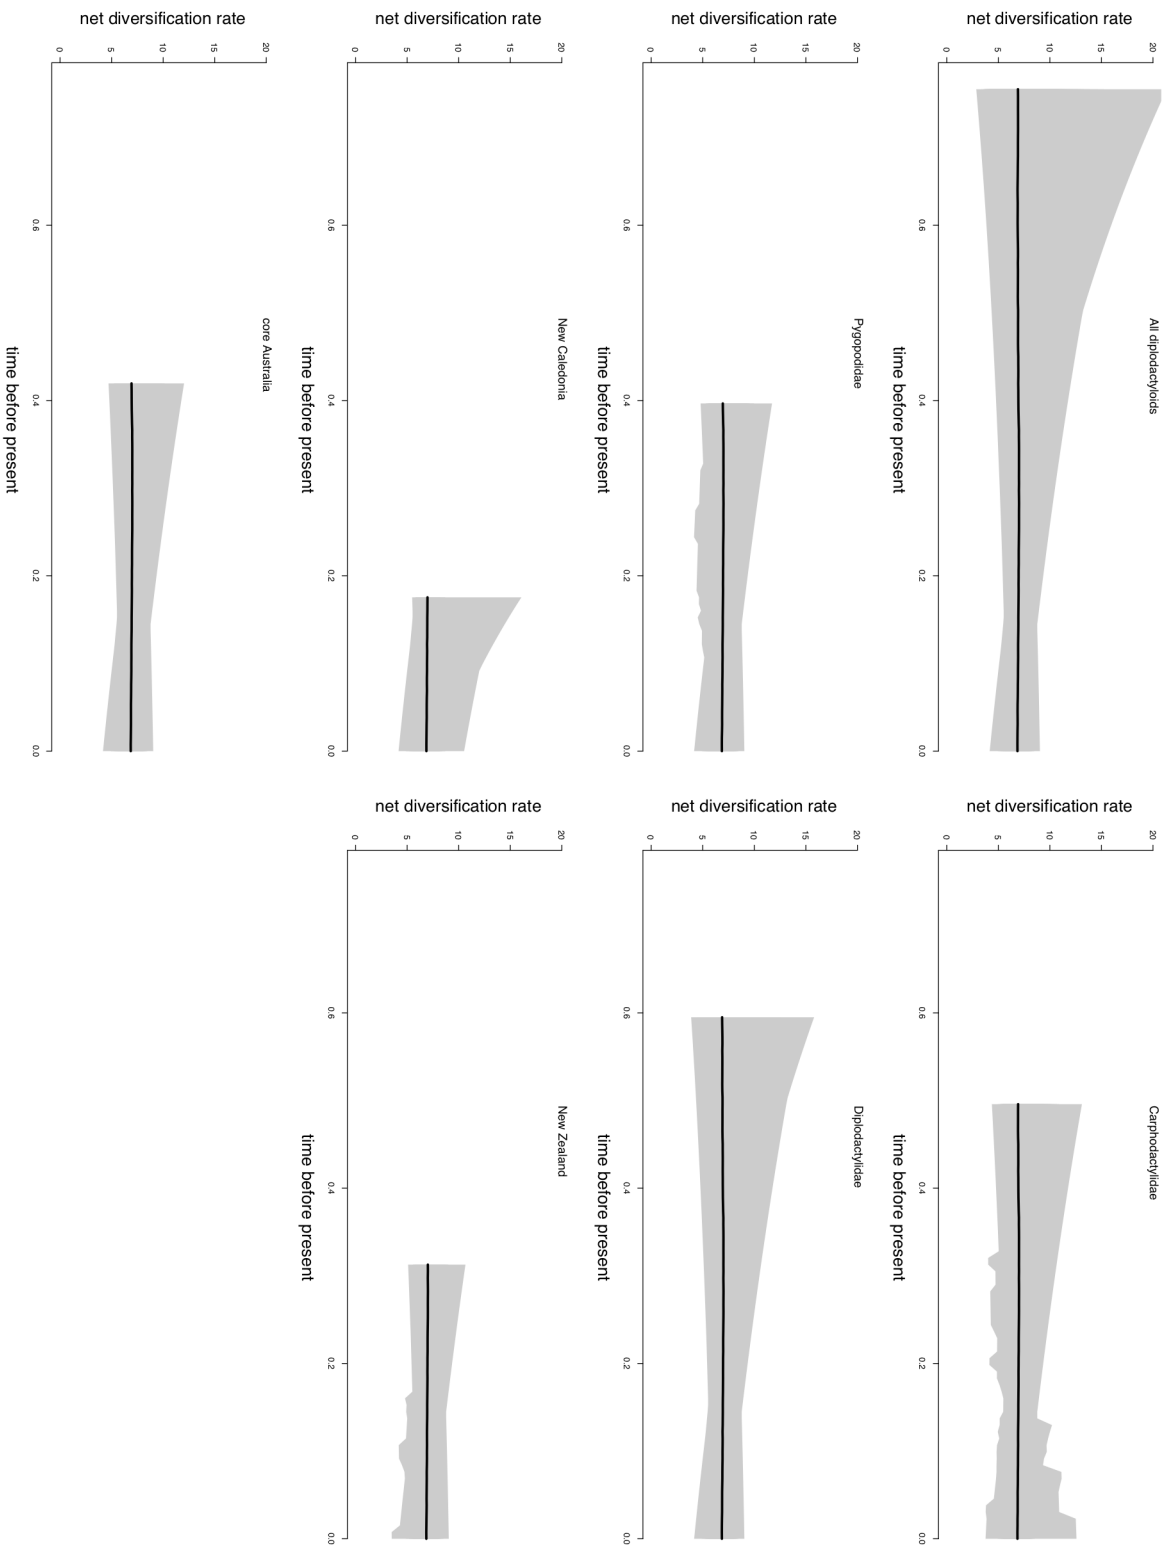 All diplodactyloids
net diversification rate
0 5 10 15 20
0.6 0.4 0.2 0.0
time before present
Carphodactylidae
net diversification rate
0 5 10 15 20
0.6 0.4 0.2 0.0
time before present
Pygopodidae
net diversification rate
0 5 10 15 20
0.6 0.4 0.2 0.0
time before present
Diplodactylidae
net diversification rate
0 5 10 15 20
0.6 0.4 0.2 0.0
time before present
New Caledonia
net diversification rate
0 5 10 15 20
0.6 0.4 0.2 0.0
time before present
New Zealand
net diversification rate
0 5 10 15 20
0.6 0.4 0.2 0.0
time before present
core Australia
net diversification rate
0 5 10 15 20
0.6 0.4 0.2 0.0
time before present